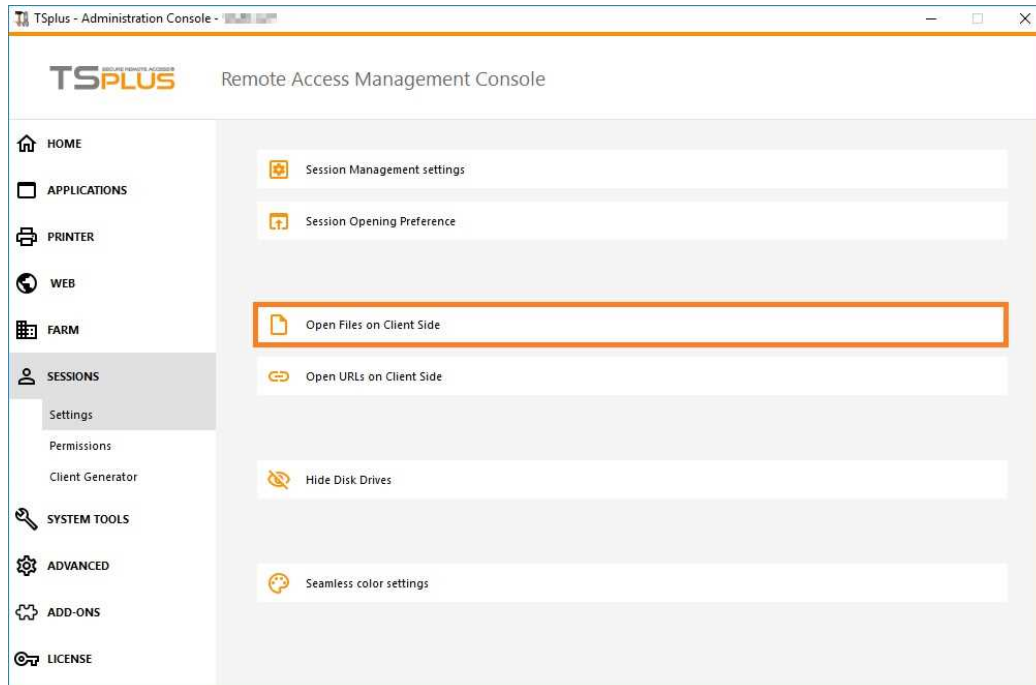 TSplus - Administration Console -
SECURE REMOTE ACCESS
TSPLUS
Remote Access Management Console
HOME
APPLICATIONS
PRINTER
WEB
FARM
SESSIONS
Settings
Permissions
Client Generator
SYSTEM TOOLS
ADVANCED
ADD-ONS
LICENSE
Session Management settings
Session Opening Preference
Open Files on Client Side
Open URLs on Client Side
Hide Disk Drives
Seamless color settings